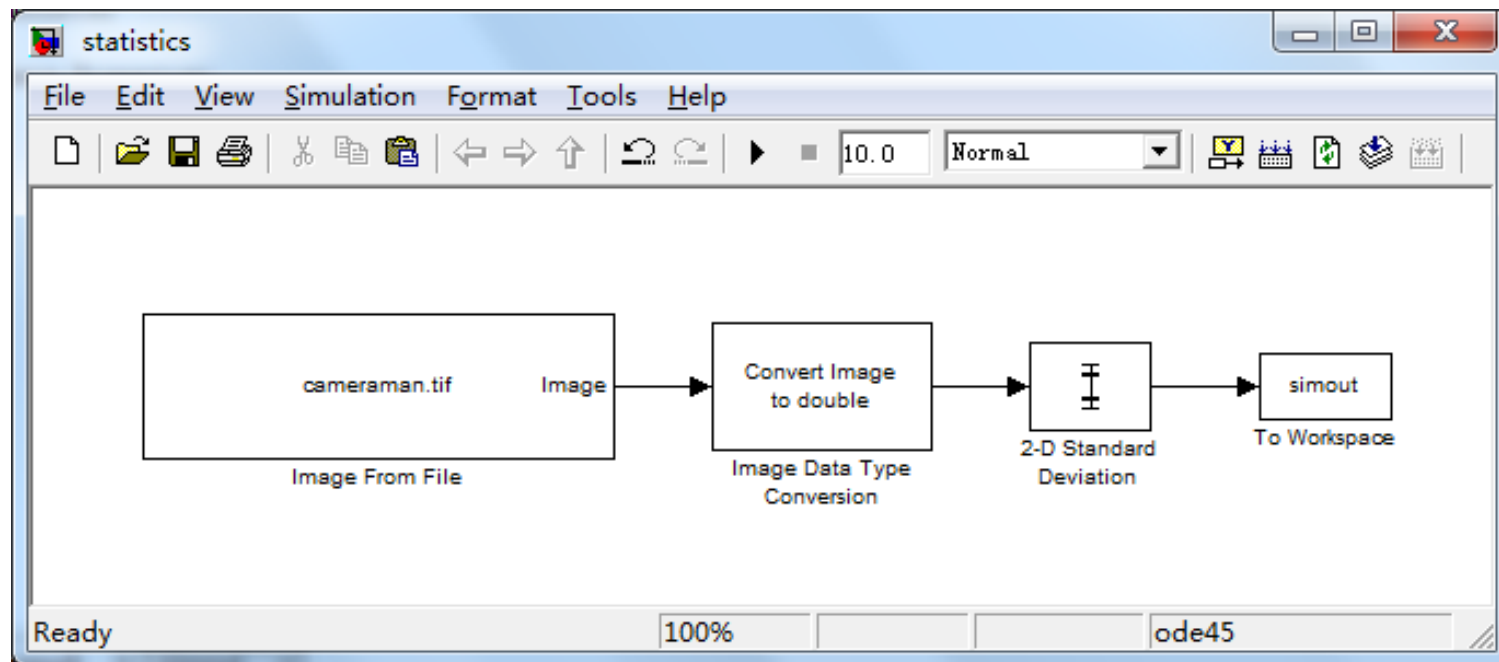 statistics
File Edit View Simulation Format Tools Help
10.0 Normal
cameraman.tif Image
Image From File
Convert Image
to double
Image Data Type
Conversion
2-D Standard
Deviation
simout
To Workspace
Ready 100% ode45